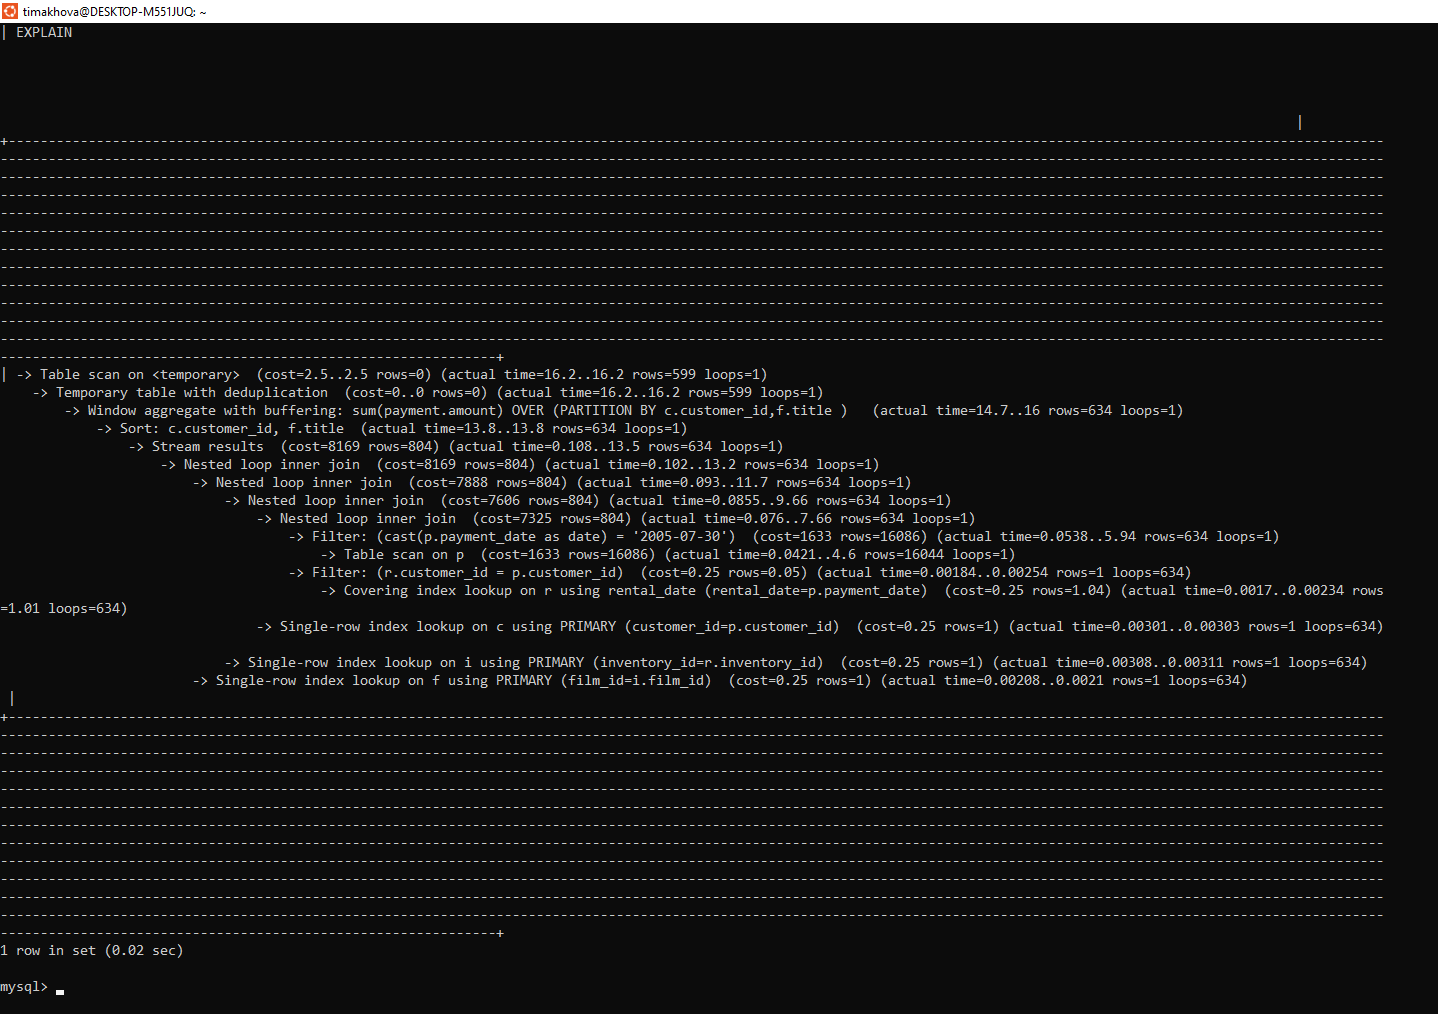 timakhova@DESKTOP-M551JUQ: ~
| EXPLAIN
|
| -> Table scan on <temporary>  (cost=2.5..2.5 rows=0) (actual time=16.2..16.2 rows=599 loops=1)
    -> Temporary table with deduplication  (cost=0..0 rows=0) (actual time=16.2..16.2 rows=599 loops=1)
        -> Window aggregate with buffering: sum(payment.amount) OVER (PARTITION BY c.customer_id,f.title )   (actual time=14.7..16 rows=634 loops=1)
            -> Sort: c.customer_id, f.title  (actual time=13.8..13.8 rows=634 loops=1)
                -> Stream results  (cost=8169 rows=804) (actual time=0.108..13.5 rows=634 loops=1)
                    -> Nested loop inner join  (cost=8169 rows=804) (actual time=0.102..13.2 rows=634 loops=1)
                        -> Nested loop inner join  (cost=7888 rows=804) (actual time=0.093..11.7 rows=634 loops=1)
                            -> Nested loop inner join  (cost=7606 rows=804) (actual time=0.0855..9.66 rows=634 loops=1)
                                -> Nested loop inner join  (cost=7325 rows=804) (actual time=0.076..7.66 rows=634 loops=1)
                                    -> Filter: (cast(p.payment_date as date) = '2005-07-30')  (cost=1633 rows=16086) (actual time=0.0538..5.94 rows=634 loops=1)
                                        -> Table scan on p  (cost=1633 rows=16086) (actual time=0.0421..4.6 rows=16044 loops=1)
                                    -> Filter: (r.customer_id = p.customer_id)  (cost=0.25 rows=0.05) (actual time=0.00184..0.00254 rows=1 loops=634)
                                        -> Covering index lookup on r using rental_date (rental_date=p.payment_date)  (cost=0.25 rows=1.04) (actual time=0.0017..0.00234 rows
=1.01 loops=634)
                                -> Single-row index lookup on c using PRIMARY (customer_id=p.customer_id)  (cost=0.25 rows=1) (actual time=0.00301..0.00303 rows=1 loops=634)
                            -> Single-row index lookup on i using PRIMARY (inventory_id=r.inventory_id)  (cost=0.25 rows=1) (actual time=0.00308..0.00311 rows=1 loops=634)
                        -> Single-row index lookup on f using PRIMARY (film_id=i.film_id)  (cost=0.25 rows=1) (actual time=0.00208..0.0021 rows=1 loops=634)
 |
1 row in set (0.02 sec)
mysql>